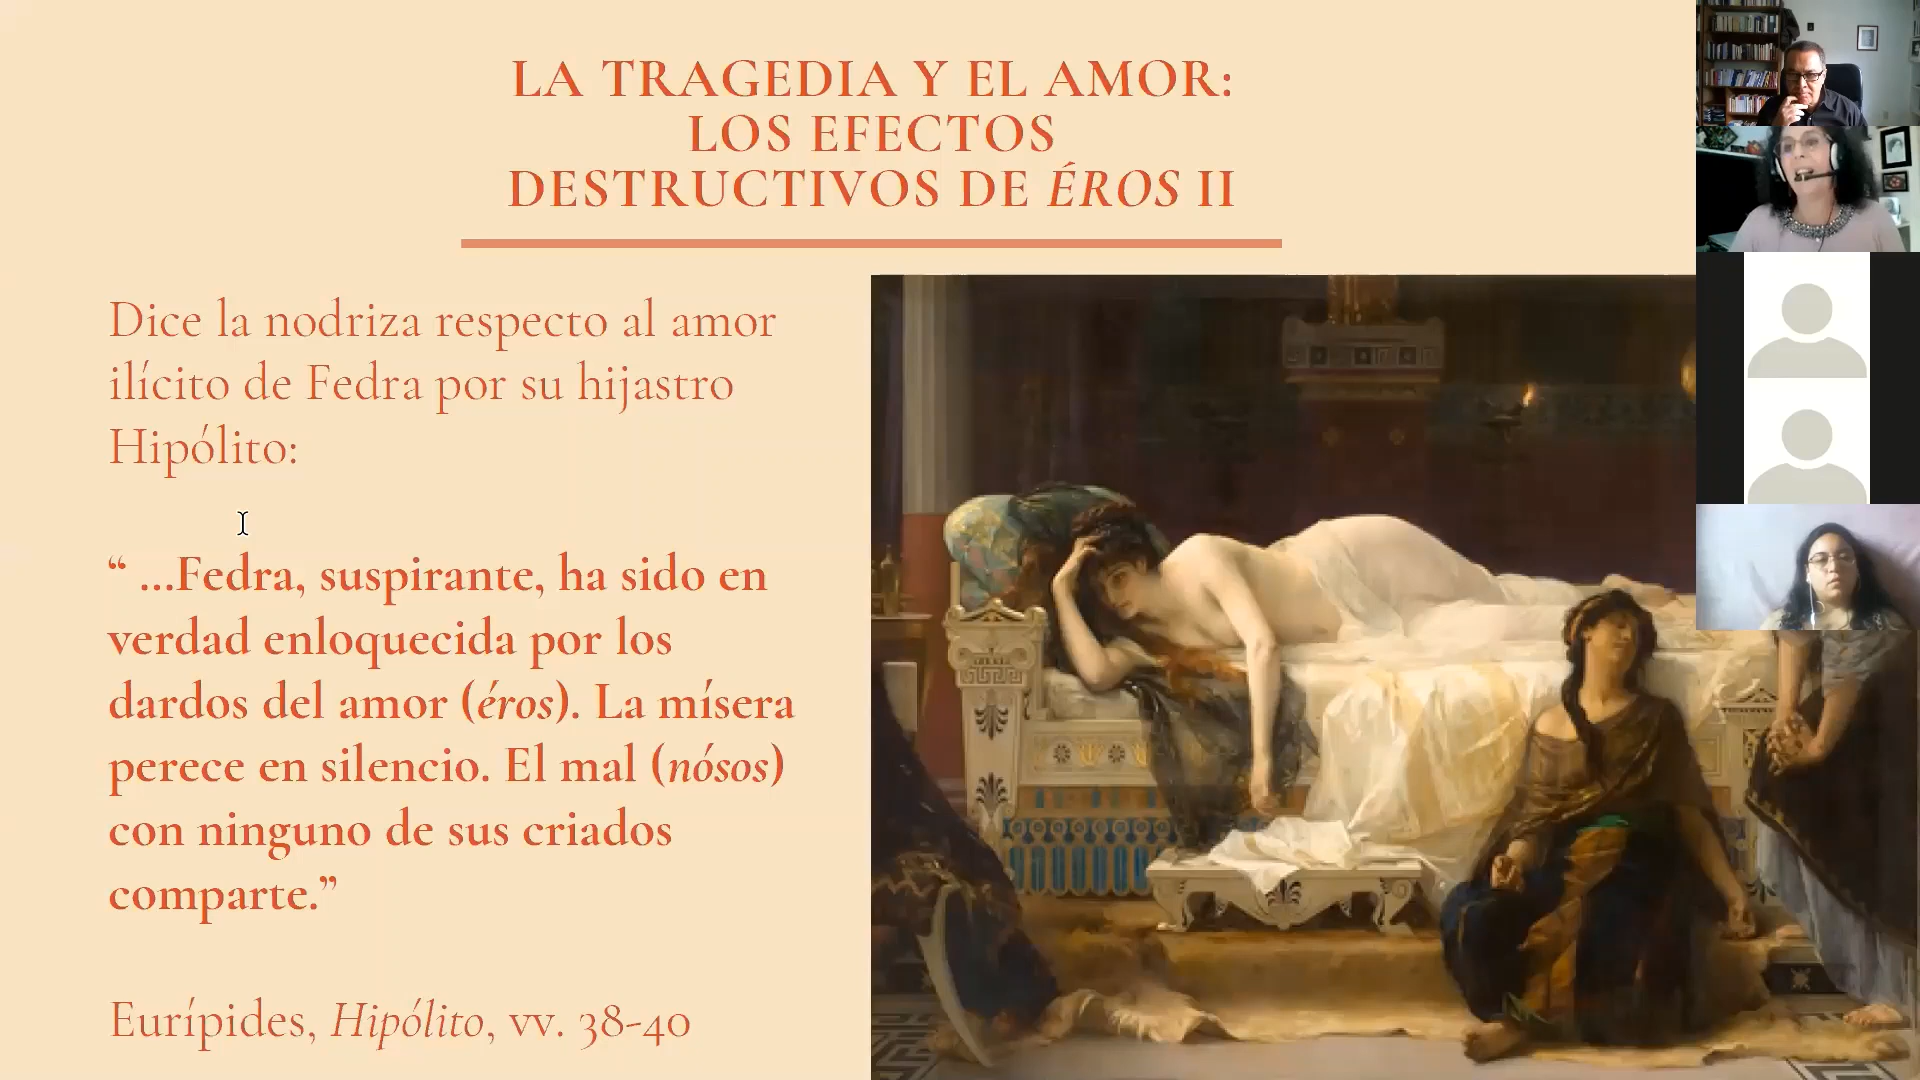 LA TRAGEDIA Y EL AMOR:
LOS EFECTOS
DESTRUCTIVOS DE ÉROS II
Dice la nodriza respecto al amor
ilícito de Fedra por su hijastro
Hipólito:
“ ...Fedra, suspirante, ha sido en
verdad enloquecida por los
dardos del amor (éros). La mísera
perece en silencio. El mal (nósos)
con ninguno de sus criados
comparte.”
Eurípides, Hipólito, vv. 38-40